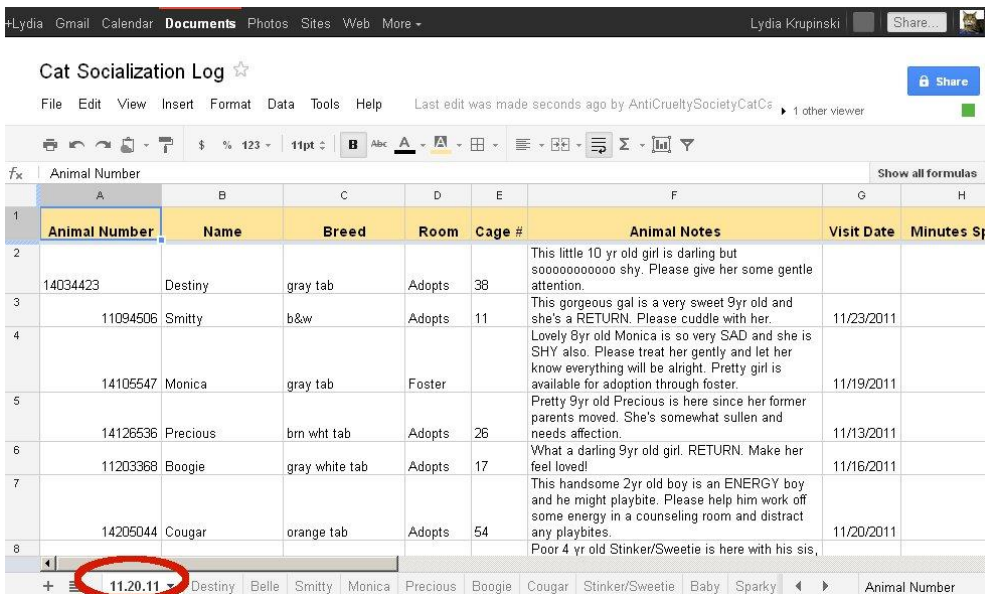 +Lydia Gmail Calendar Documents Photos Sites Web More
Lydia Krupinski Share...
Cat Socialization Log
Share
File Edit View Insert Format Data Tools Help Last edit was made seconds ago by AntiCrueltySocietyCatCa 1 other viewer
$ % 123 11pt B Abc A A Σ
fx Animal Number Show all formulas
A B C D E F G H
1 Animal Number Name Breed Room Cage # Animal Notes Visit Date Minutes Sp
2 This little 10 yr old girl is darling but
soooooooooo shy. Please give her some gentle
14034423 Destiny gray tab Adopts 38 attention.
3 This gorgeous gal is a very sweet 9yr old and
11094506 Smitty b&w Adopts 11 she's a RETURN. Please cuddle with her. 11/23/2011
4 Lovely 8yr old Monica is so very SAD and she is
SHY also. Please treat her gently and let her
know everything will be alright. Pretty girl is
14105547 Monica gray tab Foster available for adoption through foster. 11/19/2011
5 Pretty 9yr old Precious is here since her former
parents moved. She's somewhat sullen and
14126536 Precious brn wht tab Adopts 26 needs affection. 11/13/2011
6 What a darling 9yr old girl. RETURN. Make her
11203368 Boogie gray white tab Adopts 17 feel loved! 11/16/2011
7 This handsome 2yr old boy is an ENERGY boy
and he might playbite. Please help him work off
some energy in a counseling room and distract
14205044 Cougar orange tab Adopts 54 any playbites. 11/20/2011
8 Poor 4 yr old Stinker/Sweetie is here with his sis,
+ 11.20.11 Destiny Belle Smitty Monica Precious Boogie Cougar Stinker/Sweetie Baby Sparky Animal Number